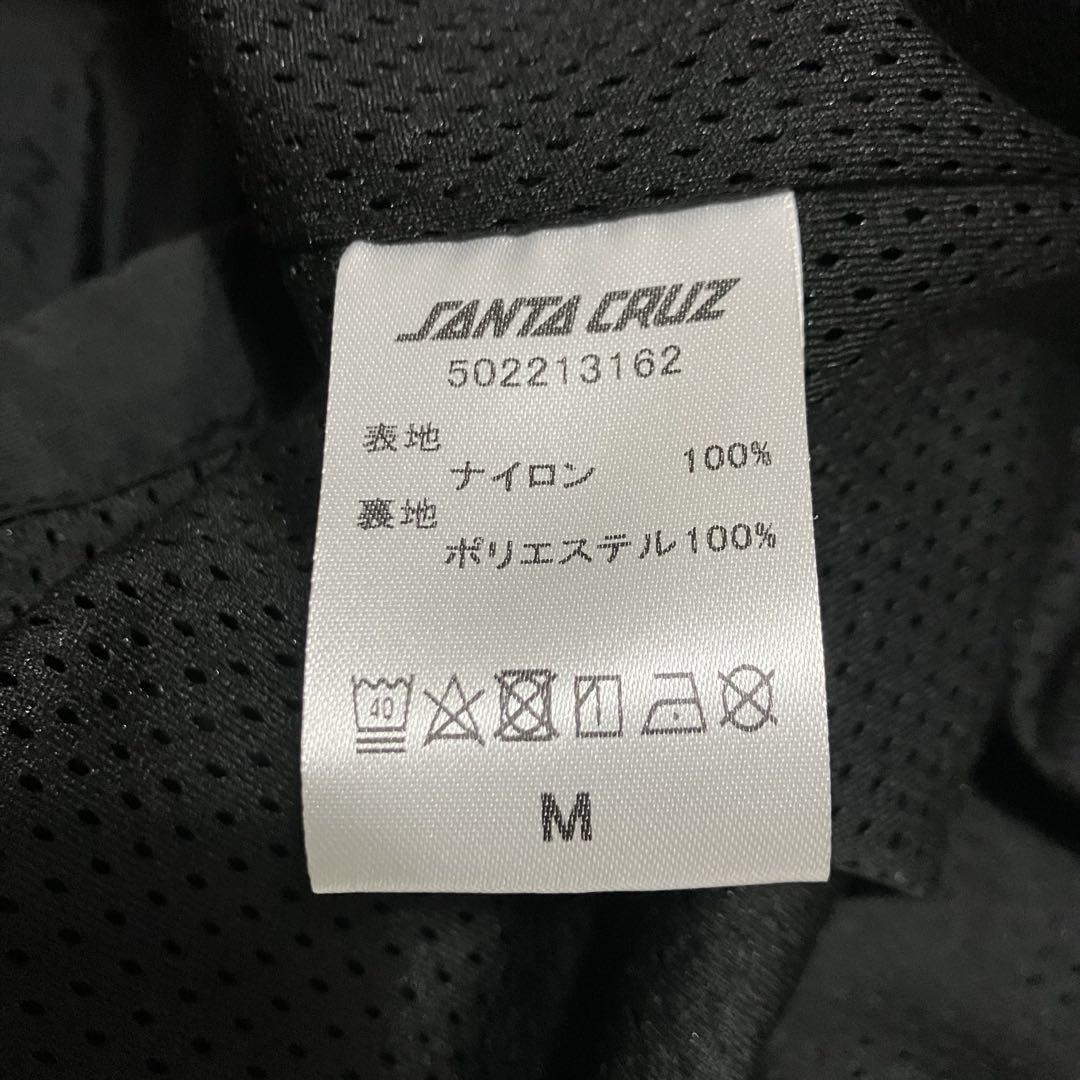 SANTA CRUZ
502213162
表地
ナイロン 100%
裏地
ポリエステル100%
40
M